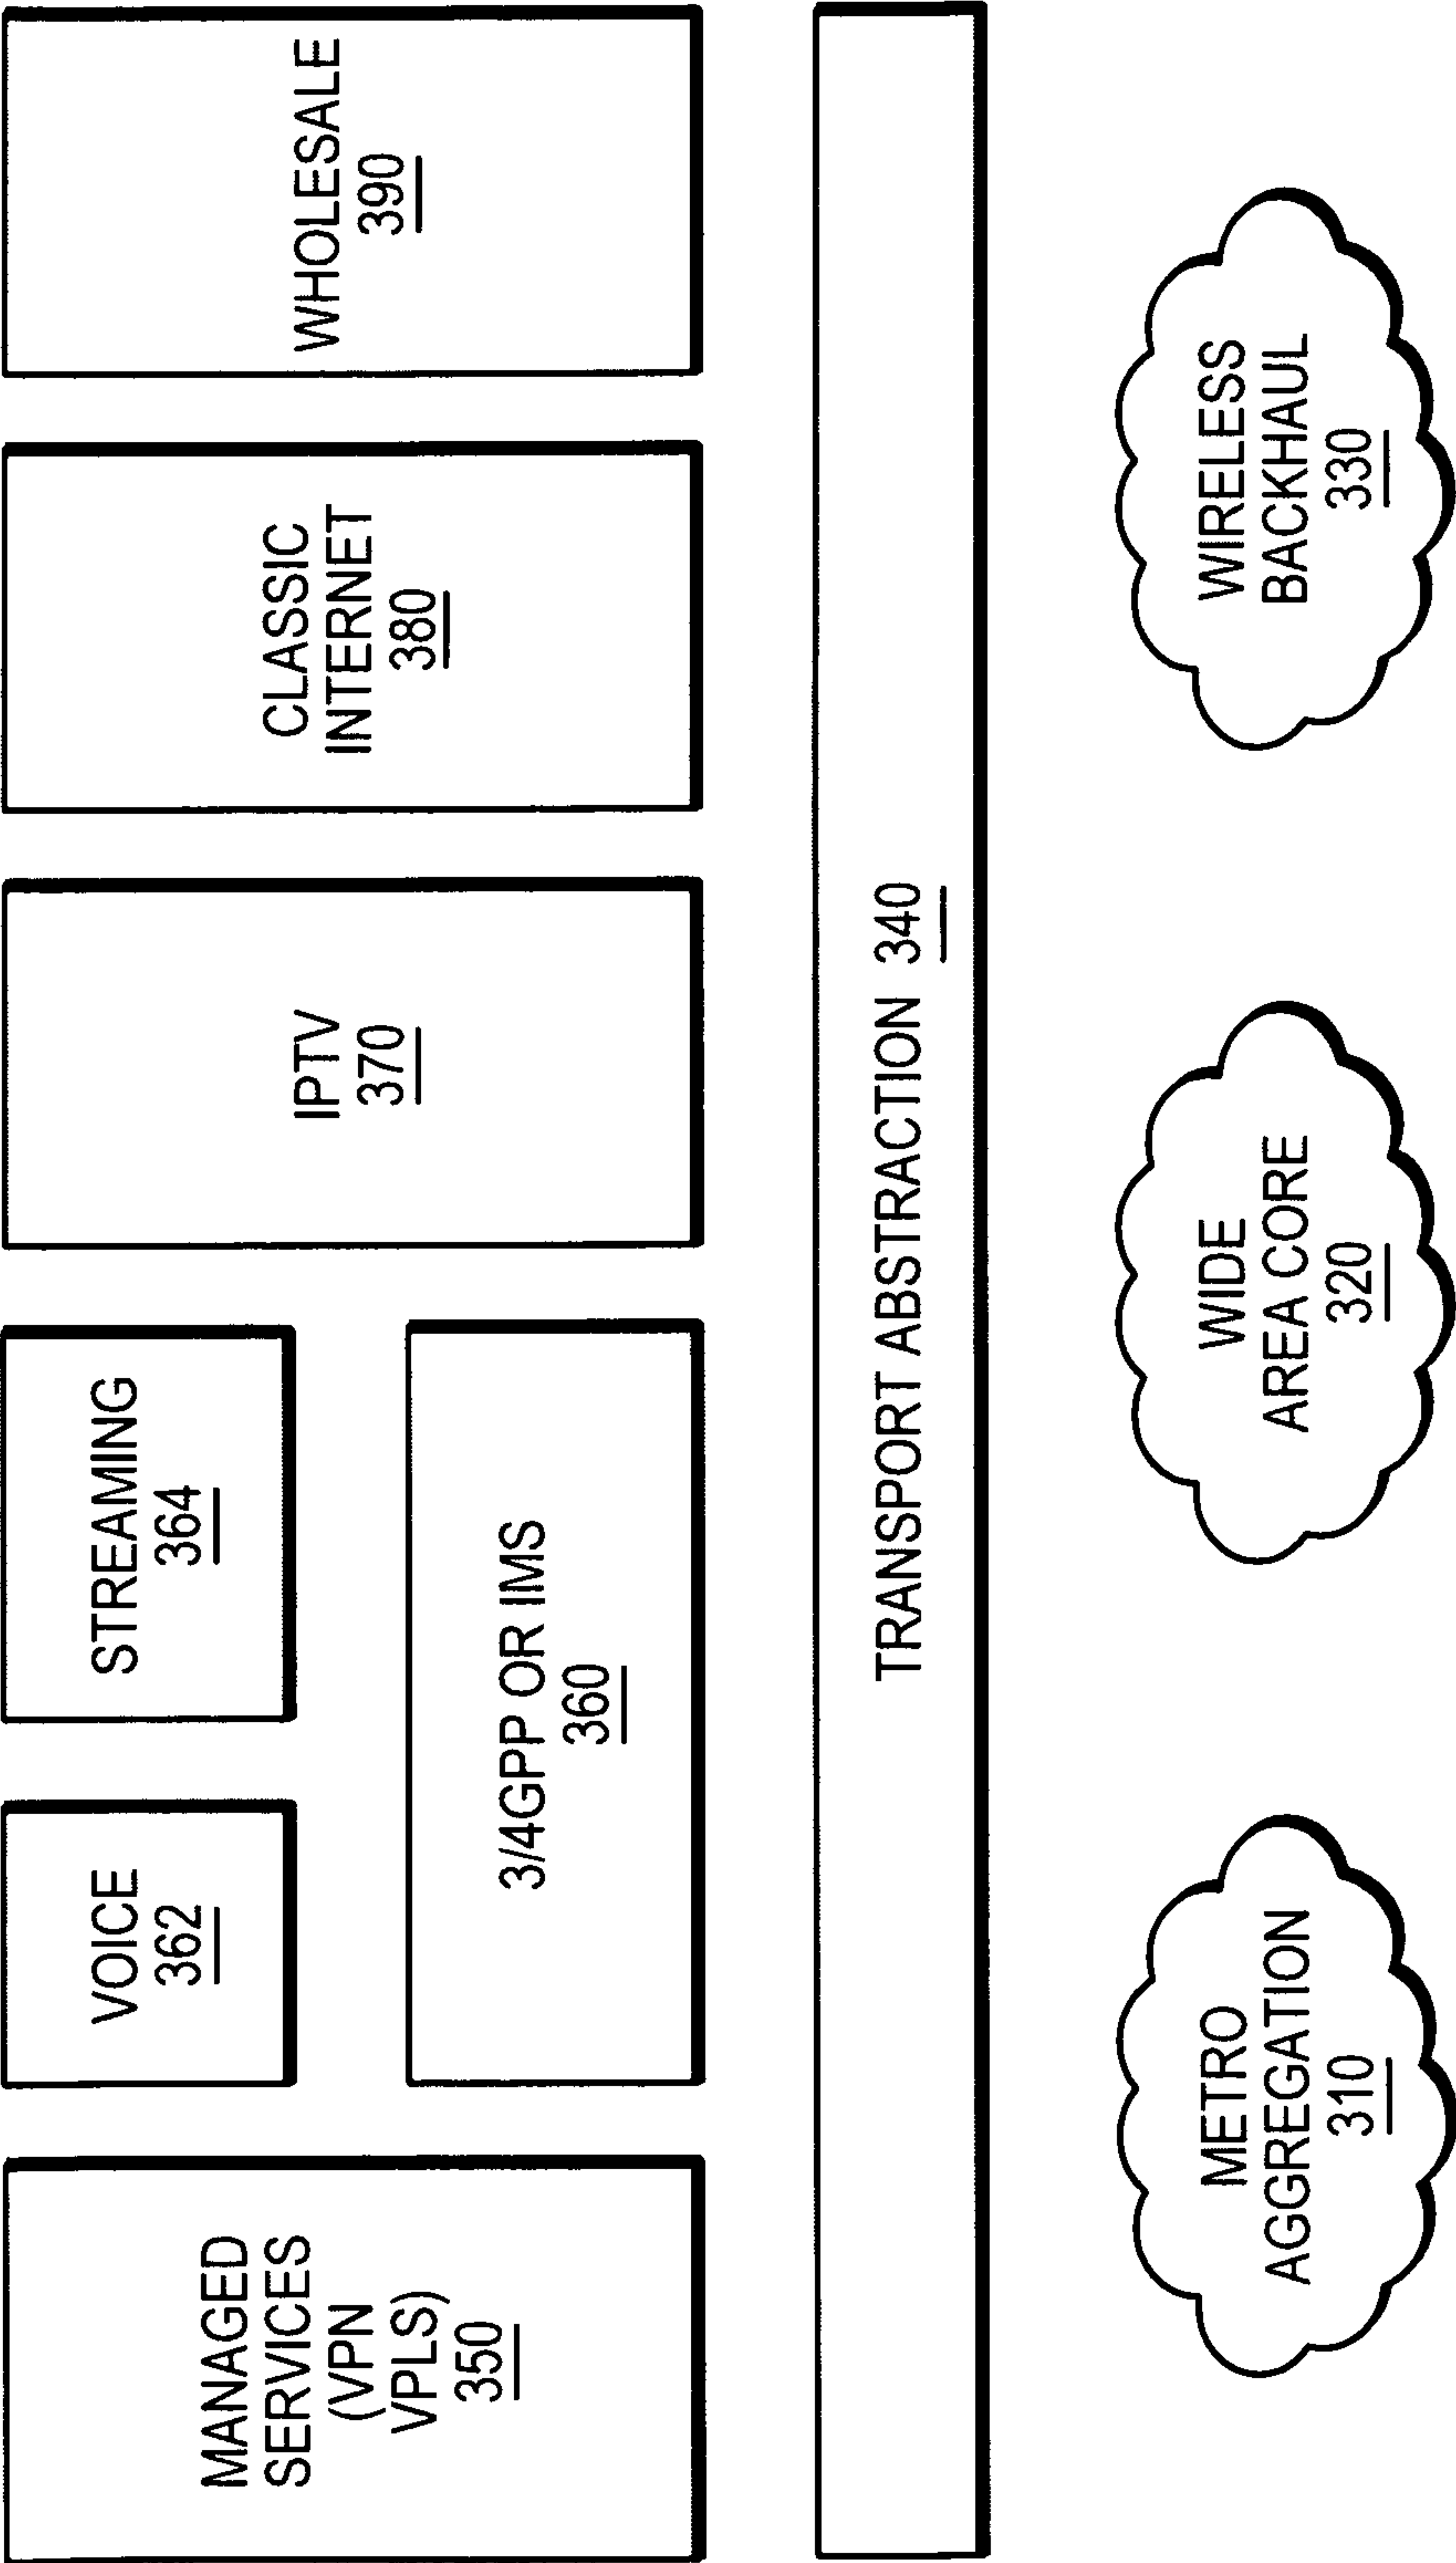 MANAGED
SERVICES
(VPN
VPLS)
350
VOICE
362
STREAMING
364
3/4GPP OR IMS
360
IPTV
370
CLASSIC
INTERNET
380
WHOLESALE
390
TRANSPORT ABSTRACTION 340
METRO
AGGREGATION
310
WIDE
AREA CORE
320
WIRELESS
BACKHAUL
330